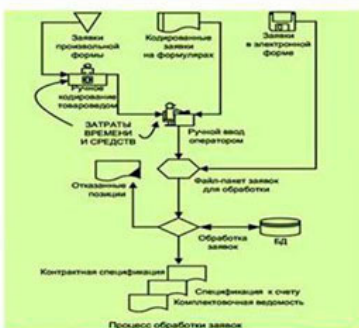 Заявки
произвольной
формы
Кодированные
заявки
на формулярах
Заявки
в электронной
форме
Ручное
кодирование
товароведом
ЗАТРАТЫ
ВРЕМЕНИ
И СРЕДСТВ
Ручной ввод
оператором
Отказанные
позиции
Файл-пакет заявок
для обработки
Обработка
заявок
БД
Контрактная спецификация
Спецификация к счету
Комплектовочная ведомость
Процесс обработки заявок